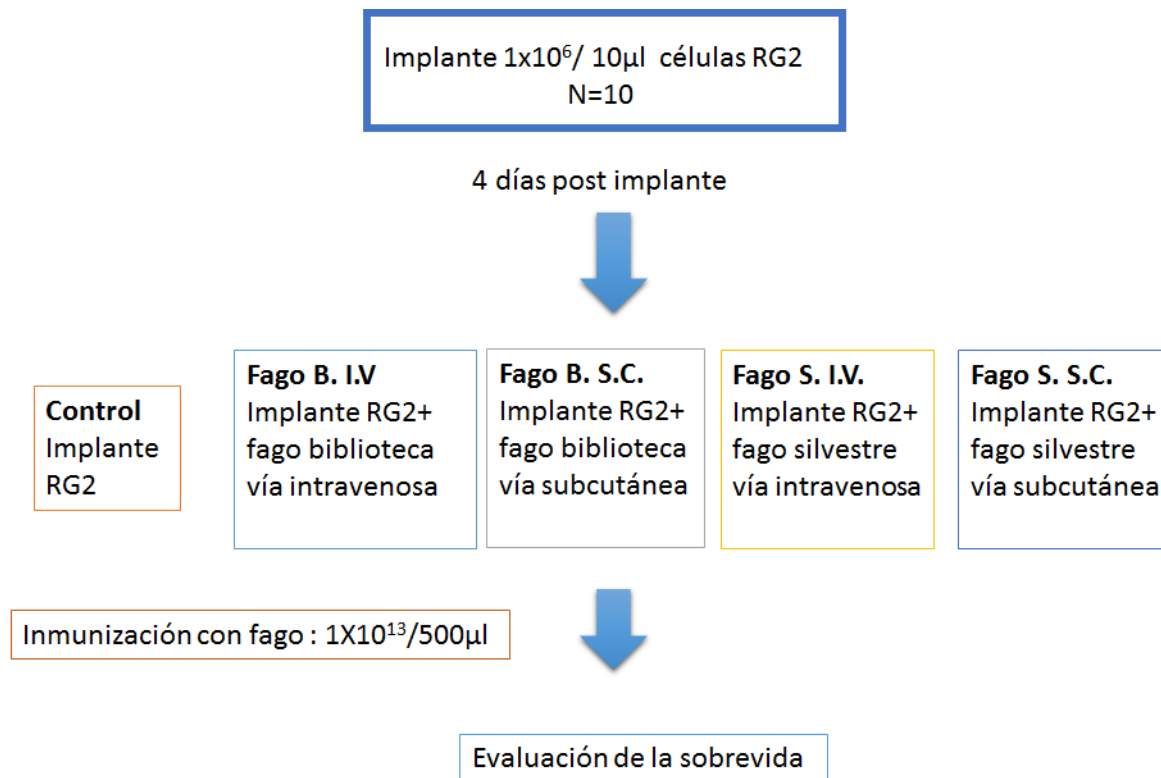 Implante 1x10⁶/ 10µl células RG2
N=10
4 días post implante
Control
Implante
RG2
Fago B. I.V
Implante RG2+
fago biblioteca
vía intravenosa
Fago B. S.C.
Implante RG2+
fago biblioteca
vía subcutánea
Fago S. I.V.
Implante RG2+
fago silvestre
vía intravenosa
Fago S. S.C.
Implante RG2+
fago silvestre
vía subcutánea
Inmunización con fago : 1X10¹³/500µl
Evaluación de la sobrevida